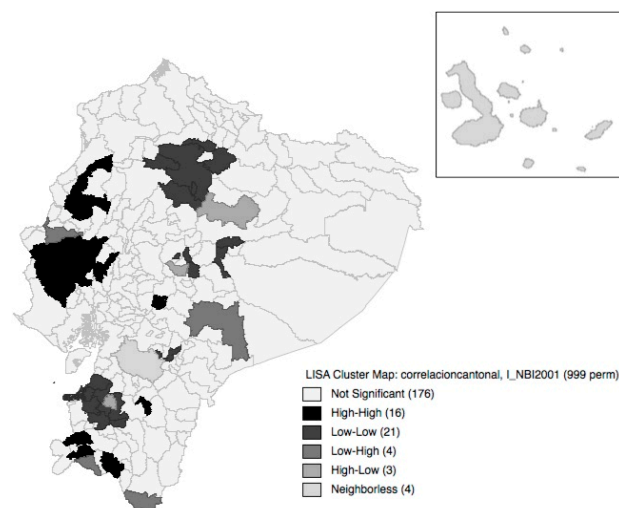 LISA Cluster Map: correlacioncantonal, I_NBI2001 (999 perm)
Not Significant (176)
High-High (16)
Low-Low (21)
Low-High (4)
High-Low (3)
Neighborless (4)